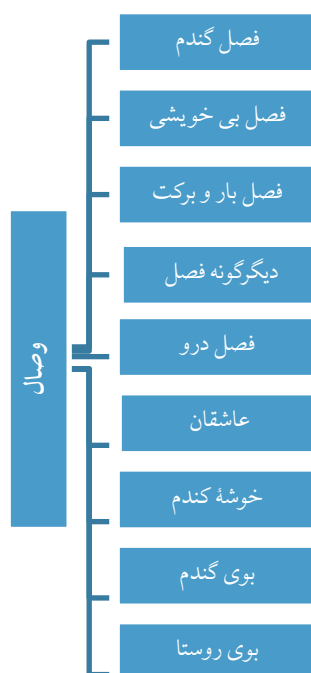 فصل گندم
فصل بی خویشی
فصل بار و برکت
دیگرگونه فصل
فصل درو
عاشقان
خوشهٔ کندم
بوی گندم
بوی روستا
وصال